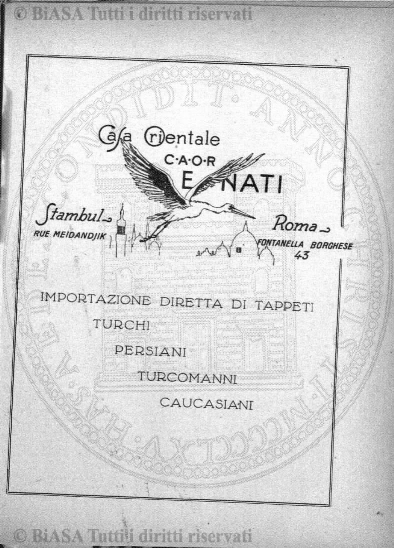 © BiASA Tutti i diritti riservati
Casa Orientale
C·A·O·R
E NATI
Stambul
RUE MEIDANDJIK
Roma
FONTANELLA BORGHESE
43
IMPORTAZIONE DIRETTA DI TAPPETI
TURCHI
PERSIANI
TURCOMANNI
CAUCASIANI
© BiASA Tutti i diritti riservati